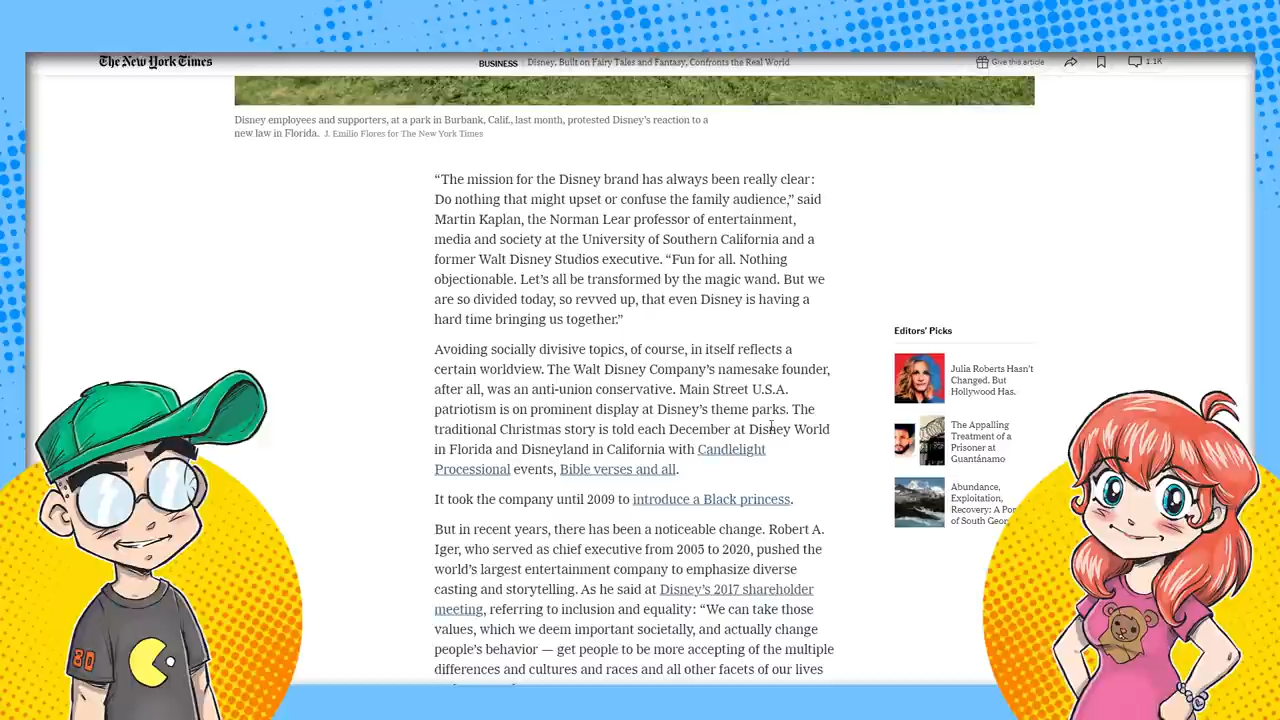 The New York Times
BUSINESS | Disney, Built on Fairy Tales and Fantasy, Confronts the Real World
Give this article
1.1K
Disney employees and supporters, at a park in Burbank, Calif., last month, protested Disney's reaction to a
new law in Florida. J. Emilio Flores for The New York Times
“The mission for the Disney brand has always been really clear:
Do nothing that might upset or confuse the family audience,” said
Martin Kaplan, the Norman Lear professor of entertainment,
media and society at the University of Southern California and a
former Walt Disney Studios executive. “Fun for all. Nothing
objectionable. Let’s all be transformed by the magic wand. But we
are so divided today, so revved up, that even Disney is having a
hard time bringing us together.”
Avoiding socially divisive topics, of course, in itself reflects a
certain worldview. The Walt Disney Company’s namesake founder,
after all, was an anti-union conservative. Main Street U.S.A.
patriotism is on prominent display at Disney’s theme parks. The
traditional Christmas story is told each December at Disney World
in Florida and Disneyland in California with Candlelight
Processional events, Bible verses and all.
It took the company until 2009 to introduce a Black princess.
But in recent years, there has been a noticeable change. Robert A.
Iger, who served as chief executive from 2005 to 2020, pushed the
world’s largest entertainment company to emphasize diverse
casting and storytelling. As he said at Disney’s 2017 shareholder
meeting, referring to inclusion and equality: “We can take those
values, which we deem important societally, and actually change
people’s behavior — get people to be more accepting of the multiple
differences and cultures and races and all other facets of our lives
Editors’ Picks
Julia Roberts Hasn’t
Changed. But
Hollywood Has.
The Appalling
Treatment of a
Prisoner at
Guantánamo
Abundance,
Exploitation,
Recovery: A
of South
80